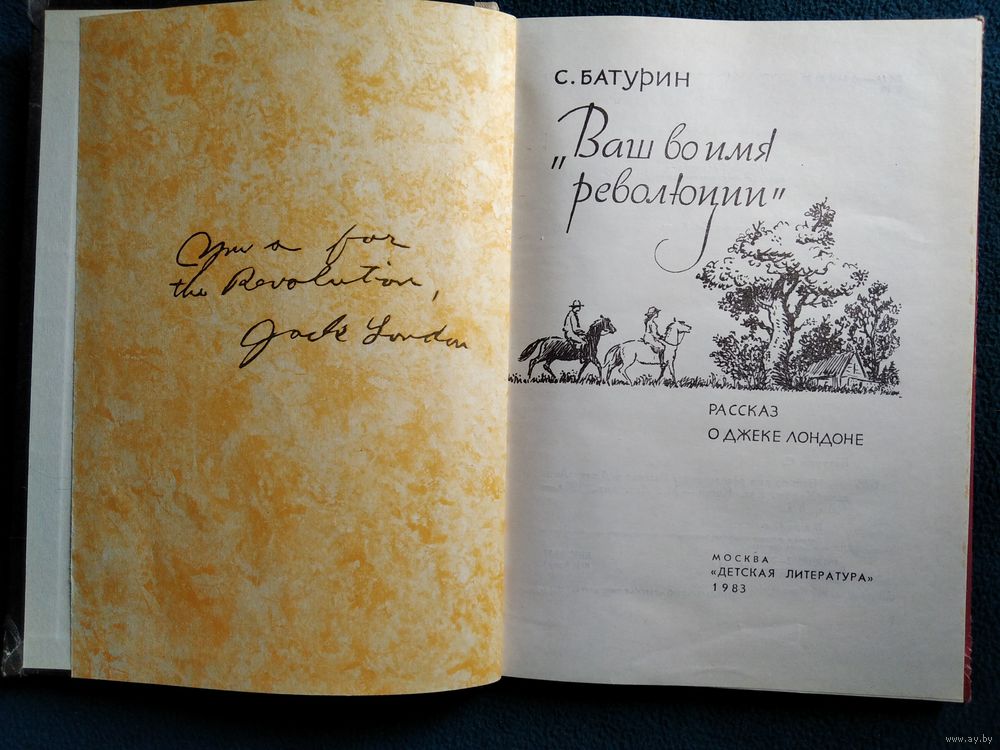 Yours for
the Revolution,
Jack London
С. БАТУРИН
„Ваш во имя
революции"
РАССКАЗ
О ДЖЕКЕ ЛОНДОНЕ
МОСКВА
«ДЕТСКАЯ ЛИТЕРАТУРА»
1983
www.ay.by